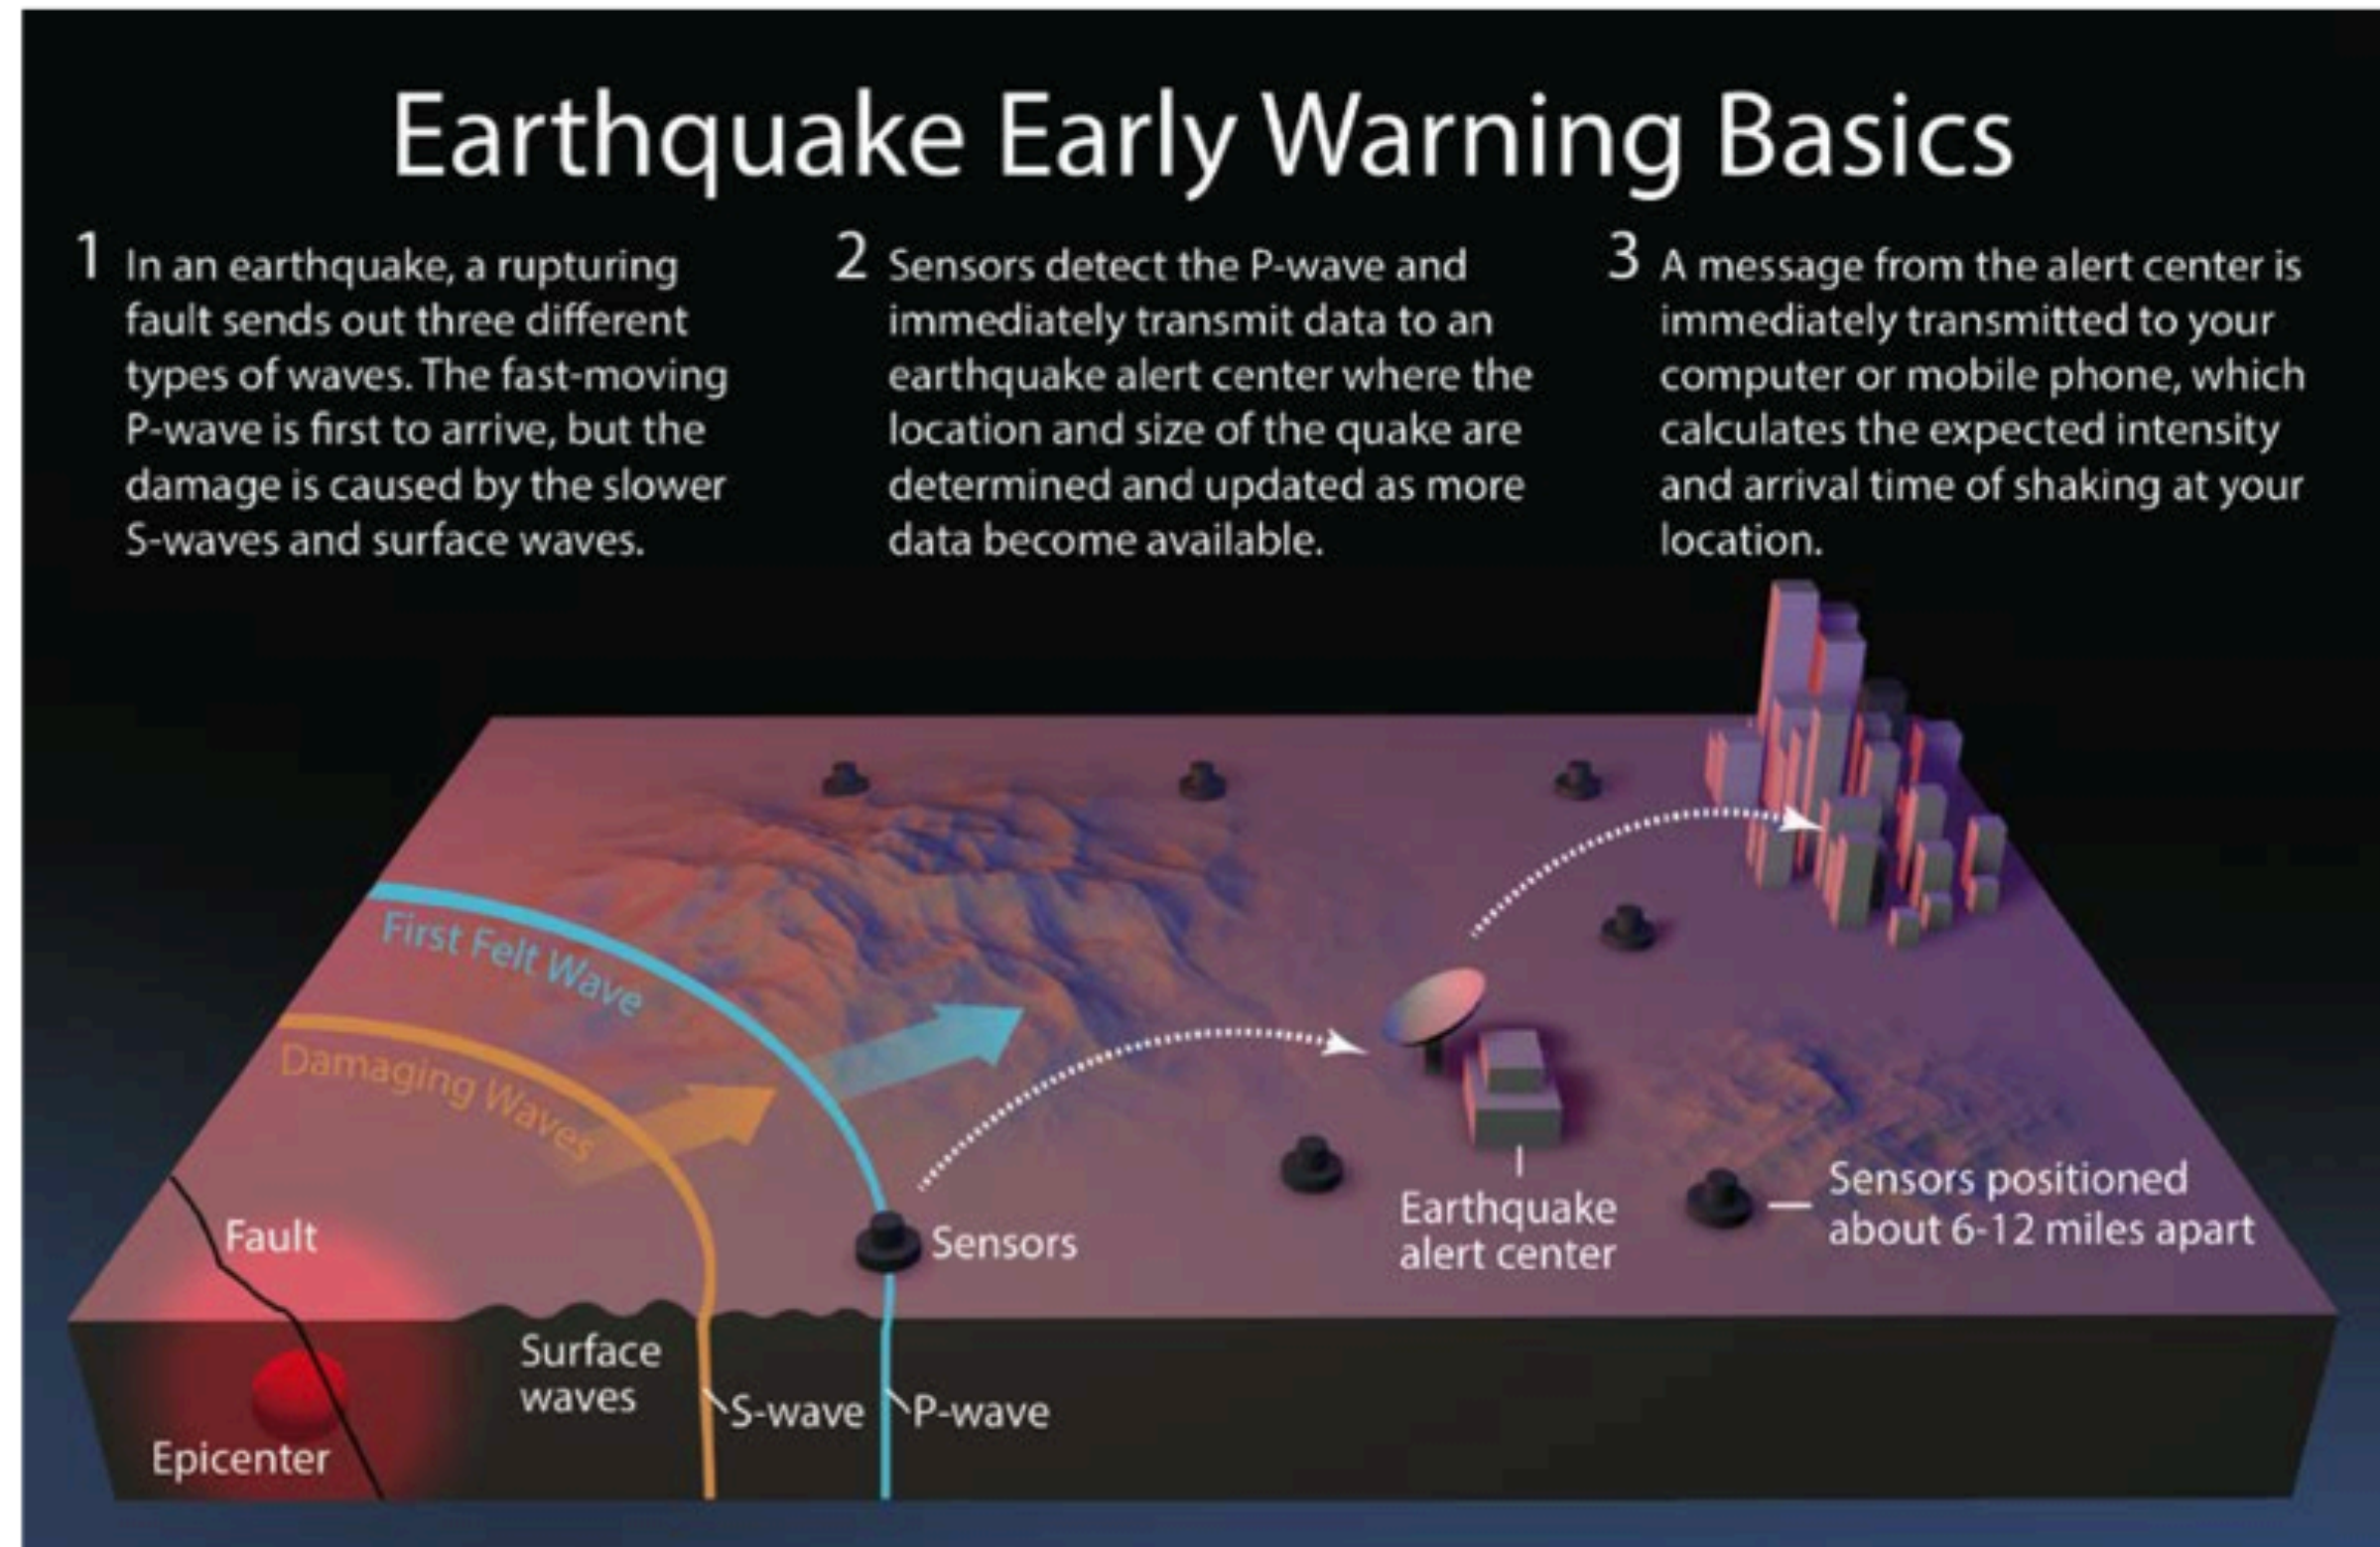 Earthquake Early Warning Basics
1 In an earthquake, a rupturing
fault sends out three different
types of waves. The fast-moving
P-wave is first to arrive, but the
damage is caused by the slower
S-waves and surface waves.
2 Sensors detect the P-wave and
immediately transmit data to an
earthquake alert center where the
location and size of the quake are
determined and updated as more
data become available.
3 A message from the alert center is
immediately transmitted to your
computer or mobile phone, which
calculates the expected intensity
and arrival time of shaking at your
location.
First Felt Wave
Damaging Waves
Fault
Sensors
Earthquake
alert center
Sensors positioned
about 6-12 miles apart
Surface
waves
S-wave
P-wave
Epicenter